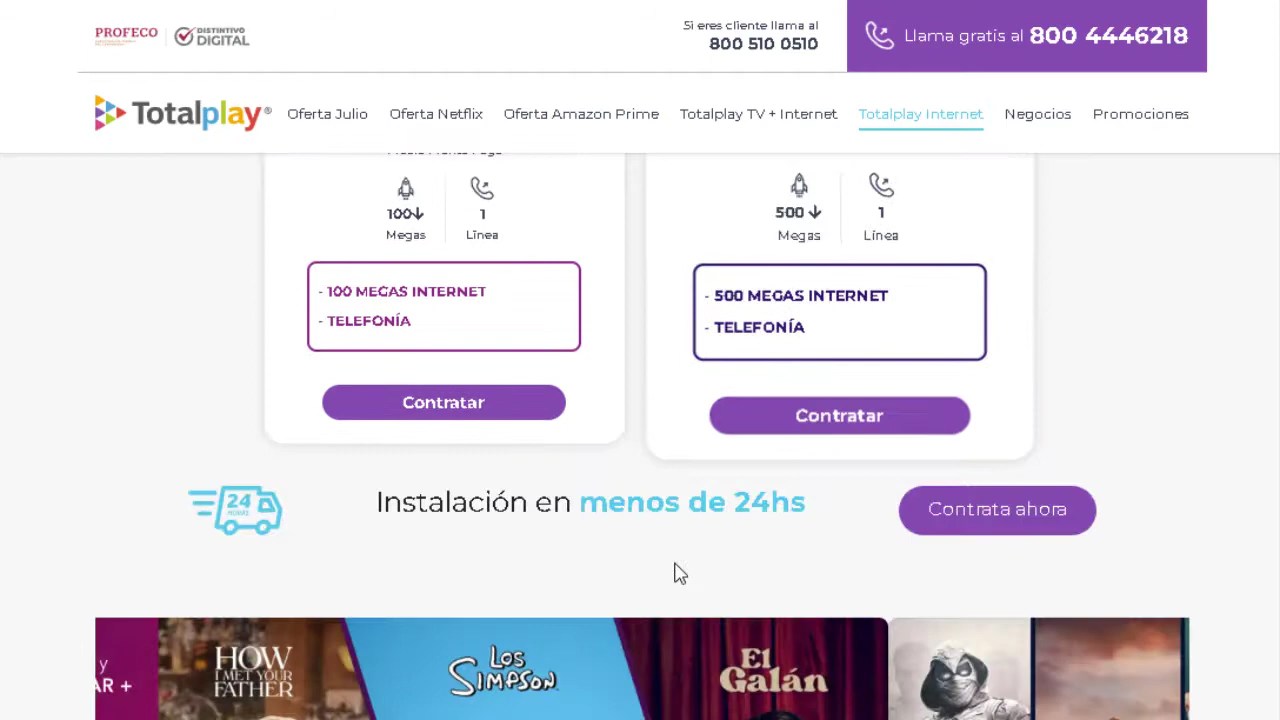 PROFECO
DISTINTIVO
DIGITAL
Si eres cliente llama al
800 510 0510
Llama gratis al 800 4446218
Totalplay®
Oferta Julio
Oferta Netflix
Oferta Amazon Prime
Totalplay TV + Internet
Totalplay Internet
Negocios
Promociones
100
Megas
1
Línea
- 100 MEGAS INTERNET
- TELEFONÍA
Contratar
500
Megas
1
Línea
- 500 MEGAS INTERNET
- TELEFONÍA
Contratar
24
HORAS
Instalación en menos de 24hs
Contrata ahora
y
AR +
HOW
I MET YOUR
FATHER
Los
SIMPSON
El
Galán